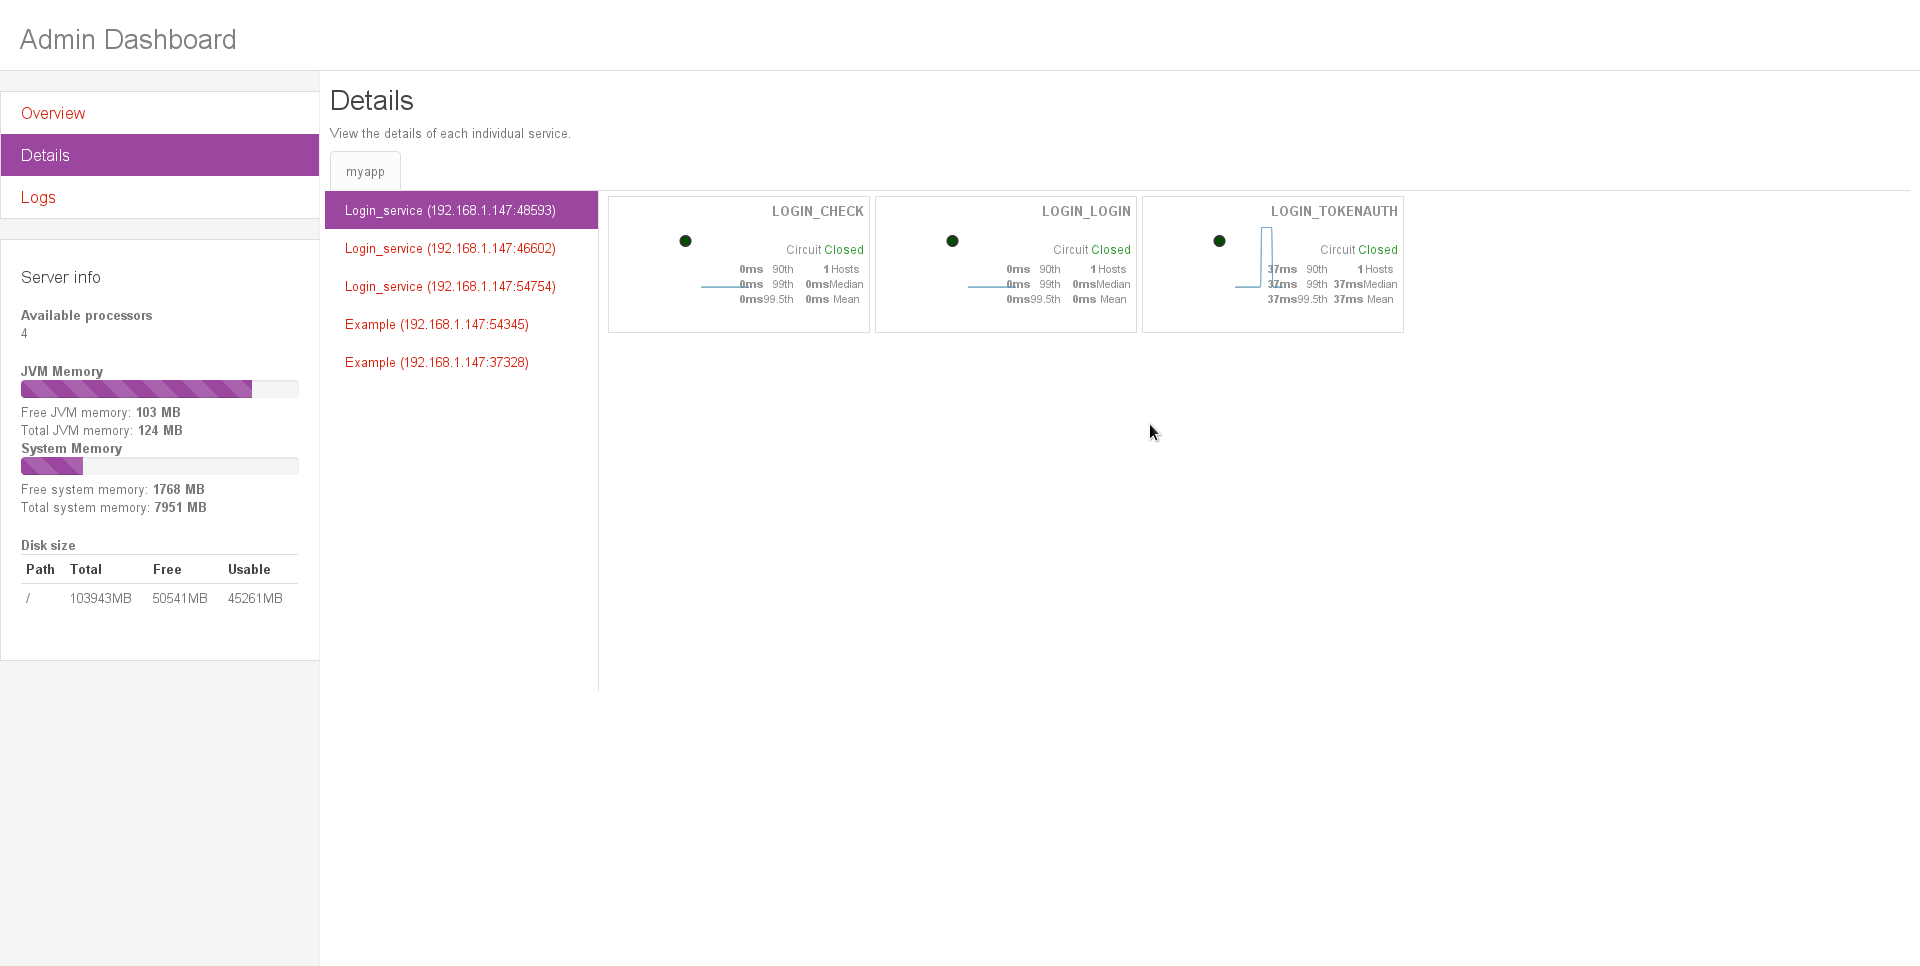 Admin Dashboard
Overview
Details
Logs
Server info
Available processors
4
JVM Memory
Free JVM memory: 103 MB
Total JVM memory: 124 MB
System Memory
Free system memory: 1768 MB
Total system memory: 7951 MB
Disk size
Path Total Free Usable
/ 103943MB 50541MB 45261MB
Details
View the details of each individual service.
myapp
Login_service (192.168.1.147:48593)
Login_service (192.168.1.147:46602)
Login_service (192.168.1.147:54754)
Example (192.168.1.147:54345)
Example (192.168.1.147:37328)
LOGIN_CHECK
Circuit Closed
0ms 90th 1 Hosts
0ms 99th 0ms Median
0ms 99.5th 0ms Mean
LOGIN_LOGIN
Circuit Closed
0ms 90th 1 Hosts
0ms 99th 0ms Median
0ms 99.5th 0ms Mean
LOGIN_TOKENAUTH
Circuit Closed
37ms 90th 1 Hosts
37ms 99th 37ms Median
37ms 99.5th 37ms Mean